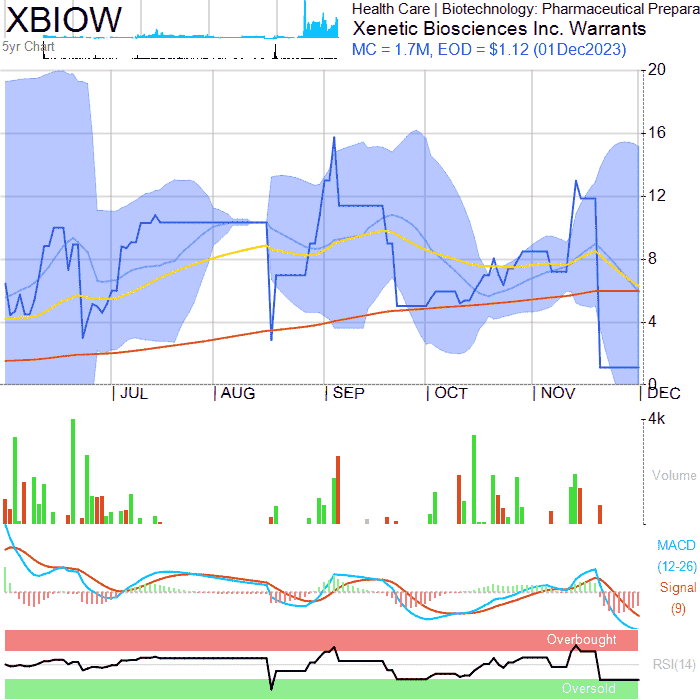 XBIOW
Health Care | Biotechnology: Pharmaceutical Prepara
Xenetic Biosciences Inc. Warrants
5yr Chart
MC = 1.7M, EOD = $1.12 (01Dec2023)
20
16
12
8
4
0
JUL
AUG
SEP
OCT
NOV
DEC
4k
Volume
MACD
(12-26)
Signal
(9)
Overbought
RSI(14)
Oversold